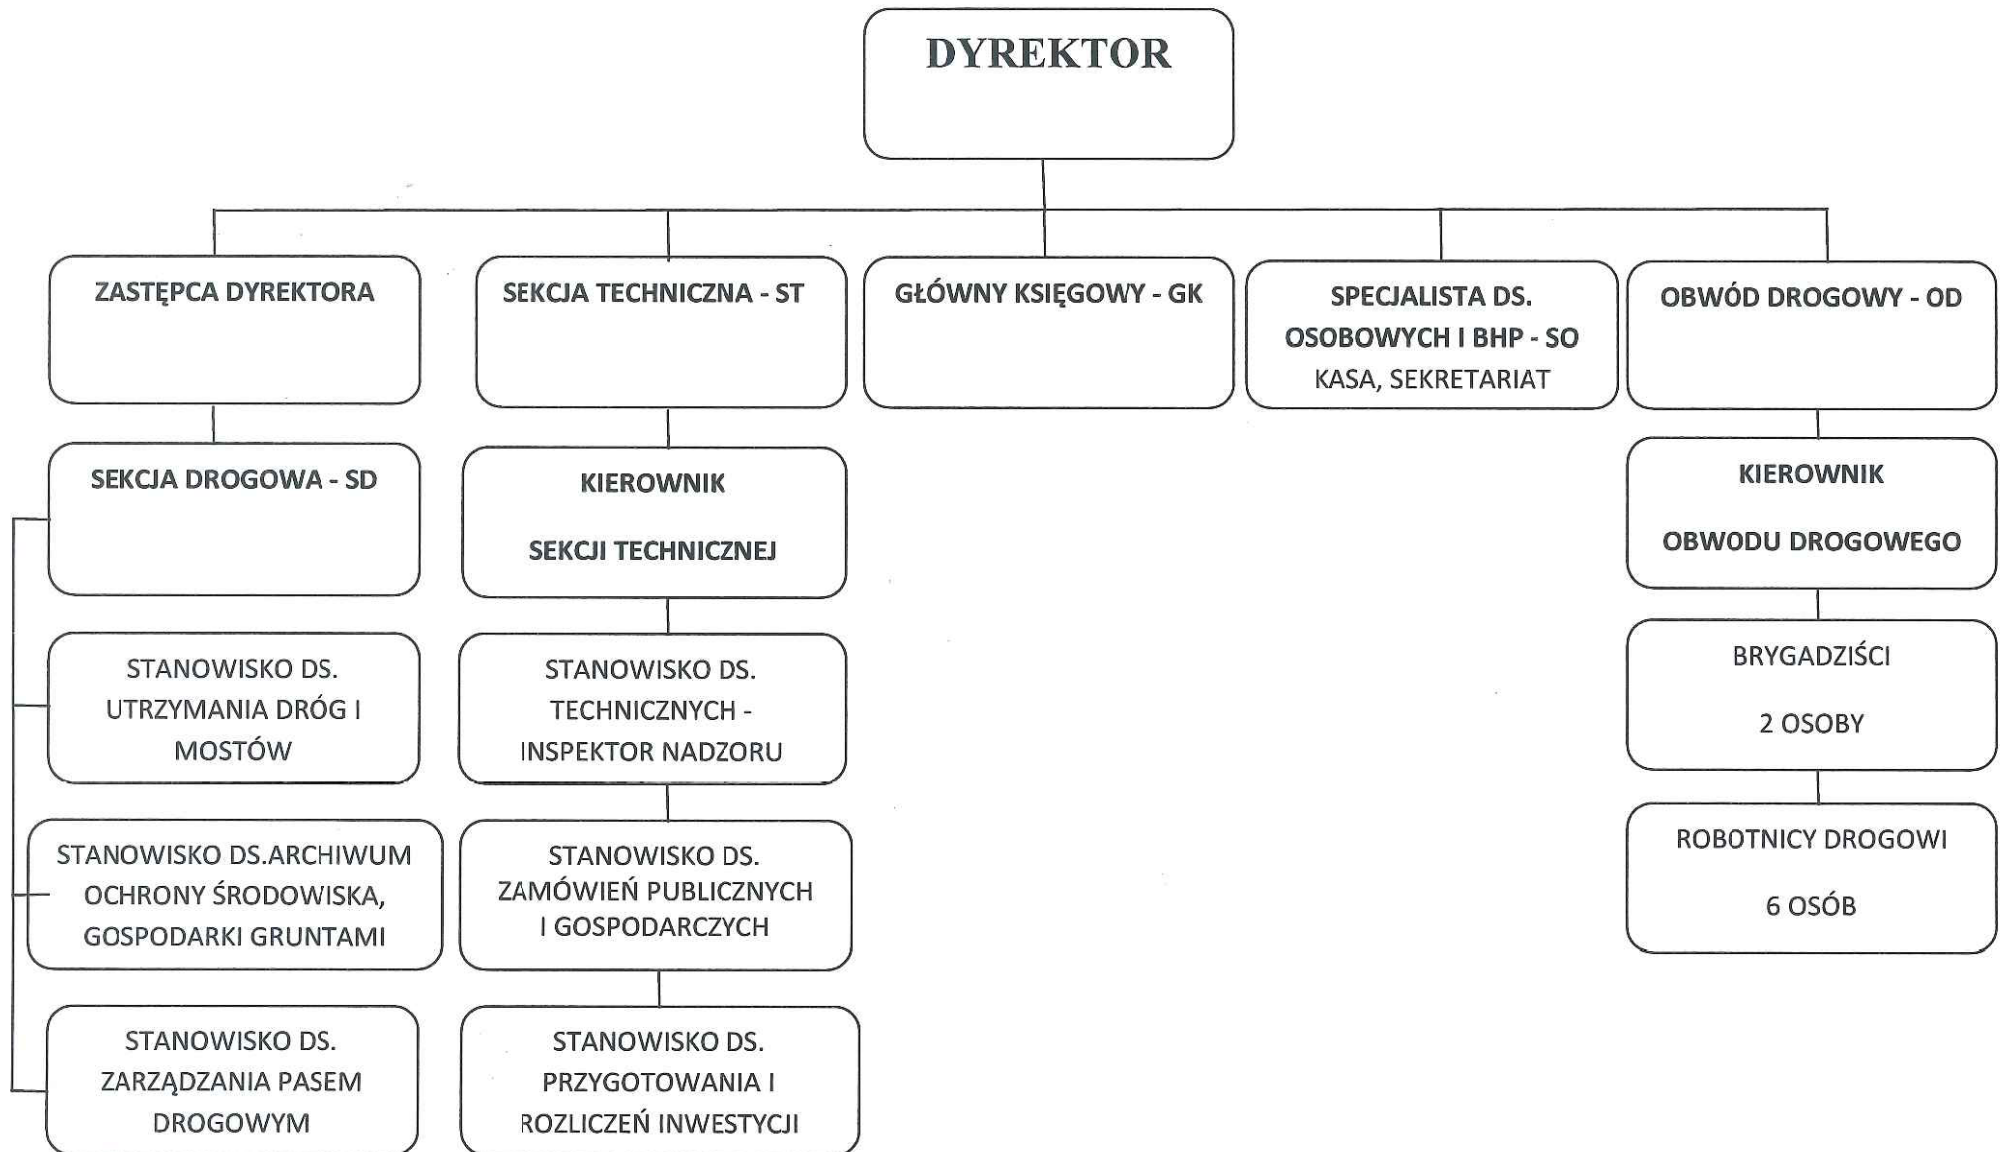 DYREKTOR
ZASTĘPCA DYREKTORA
SEKCJA TECHNICZNA - ST
GŁÓWNY KSIĘGOWY - GK
SPECJALISTA DS.
OSOBOWYCH I BHP - SO
KASA, SEKRETARIAT
OBWÓD DROGOWY - OD
SEKCJA DROGOWA - SD
KIEROWNIK
SEKCJI TECHNICZNEJ
KIEROWNIK
OBWODU DROGOWEGO
STANOWISKO DS.
UTRZYMANIA DRÓG I
MOSTÓW
STANOWISKO DS.
TECHNICZNYCH -
INSPEKTOR NADZORU
BRYGADZIŚCI
2 OSOBY
STANOWISKO DS.ARCHIWUM
OCHRONY ŚRODOWISKA,
GOSPODARKI GRUNTAMI
STANOWISKO DS.
ZAMÓWIEŃ PUBLICZNYCH
I GOSPODARCZYCH
ROBOTNICY DROGOWI
6 OSÓB
STANOWISKO DS.
ZARZĄDZANIA PASEM
DROGOWYM
STANOWISKO DS.
PRZYGOTOWANIA I
ROZLICZEŃ INWESTYCJI